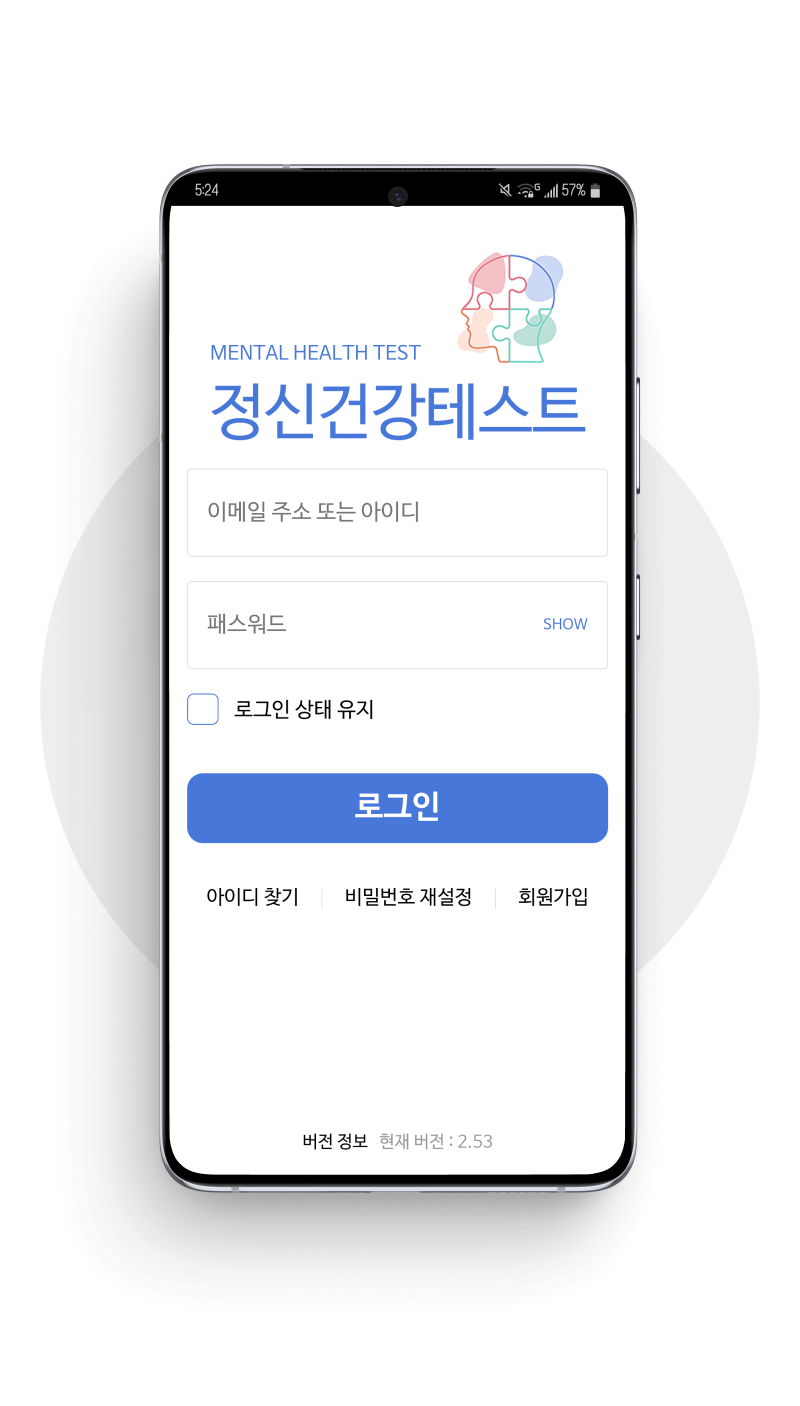 5:24 G 57%
MENTAL HEALTH TEST
정신건강테스트
이메일 주소 또는 아이디
패스워드 SHOW
로그인 상태 유지
로그인
아이디 찾기 비밀번호 재설정 회원가입
버전 정보 현재 버전 : 2.53